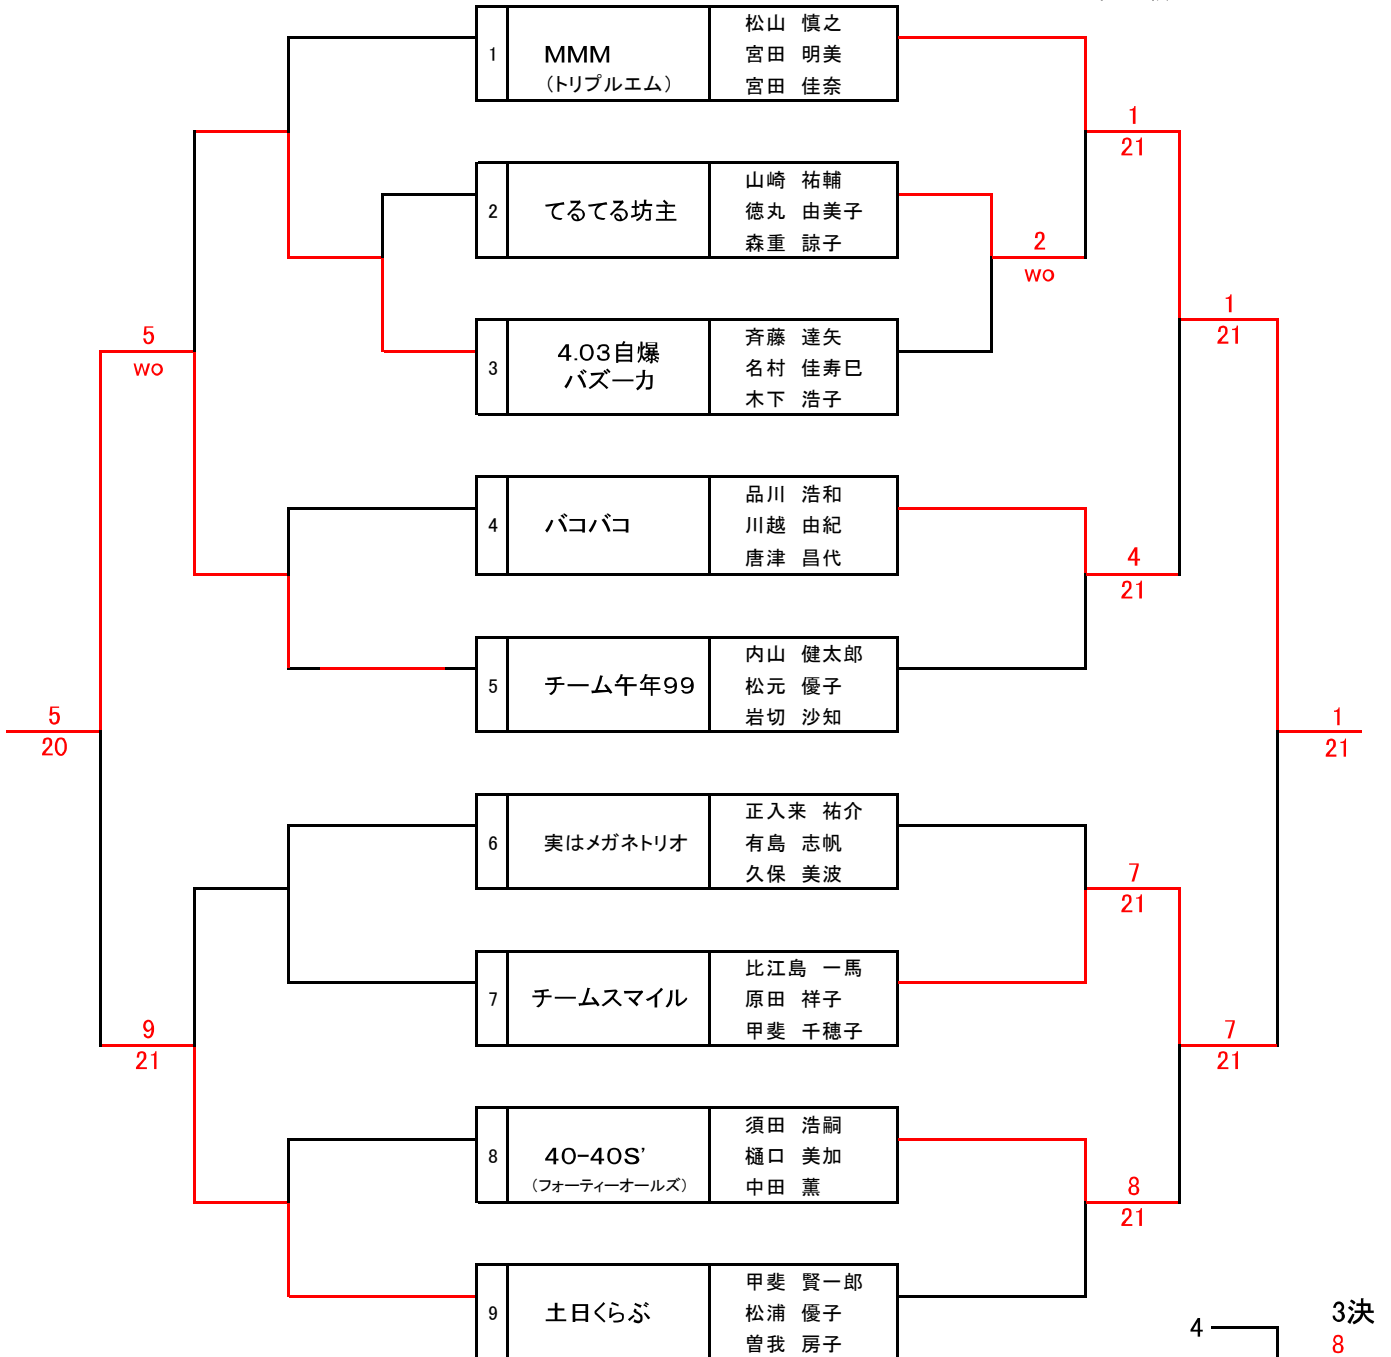 1
MMM
(トリプルエム)
松山 慎之
宮田 明美
宮田 佳奈
1
21
2
てるてる坊主
山崎 祐輔
徳丸 由美子
森重 諒子
2
wo
1
21
5
wo
3
4.03自爆
バズーカ
斉藤 達矢
名村 佳寿巳
木下 浩子
4
バコバコ
品川 浩和
川越 由紀
唐津 昌代
4
21
5
チーム午年99
内山 健太郎
松元 優子
岩切 沙知
5
20
1
21
6
実はメガネトリオ
正入来 祐介
有島 志帆
久保 美波
7
21
7
チームスマイル
比江島 一馬
原田 祥子
甲斐 千穂子
9
21
7
21
8
40-40S'
(フォーティーオールズ)
須田 浩嗣
樋口 美加
中田 薫
8
21
9
土日くらぶ
甲斐 賢一郎
松浦 優子
曽我 房子
4
3決
8